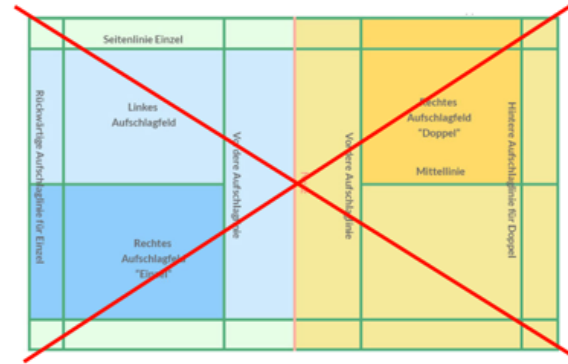 Seitenlinie Einzel
Rückwärtige Aufschlaglinie für Einzel
Linkes
Aufschlagfeld
Vordere Aufschlaglinie
Rechtes
Aufschlagfeld
"Einzel"
Vordere Aufschlaglinie
Rechtes
Aufschlagfeld
"Doppel"
Mittellinie
Hintere Aufschlaglinie für Doppel